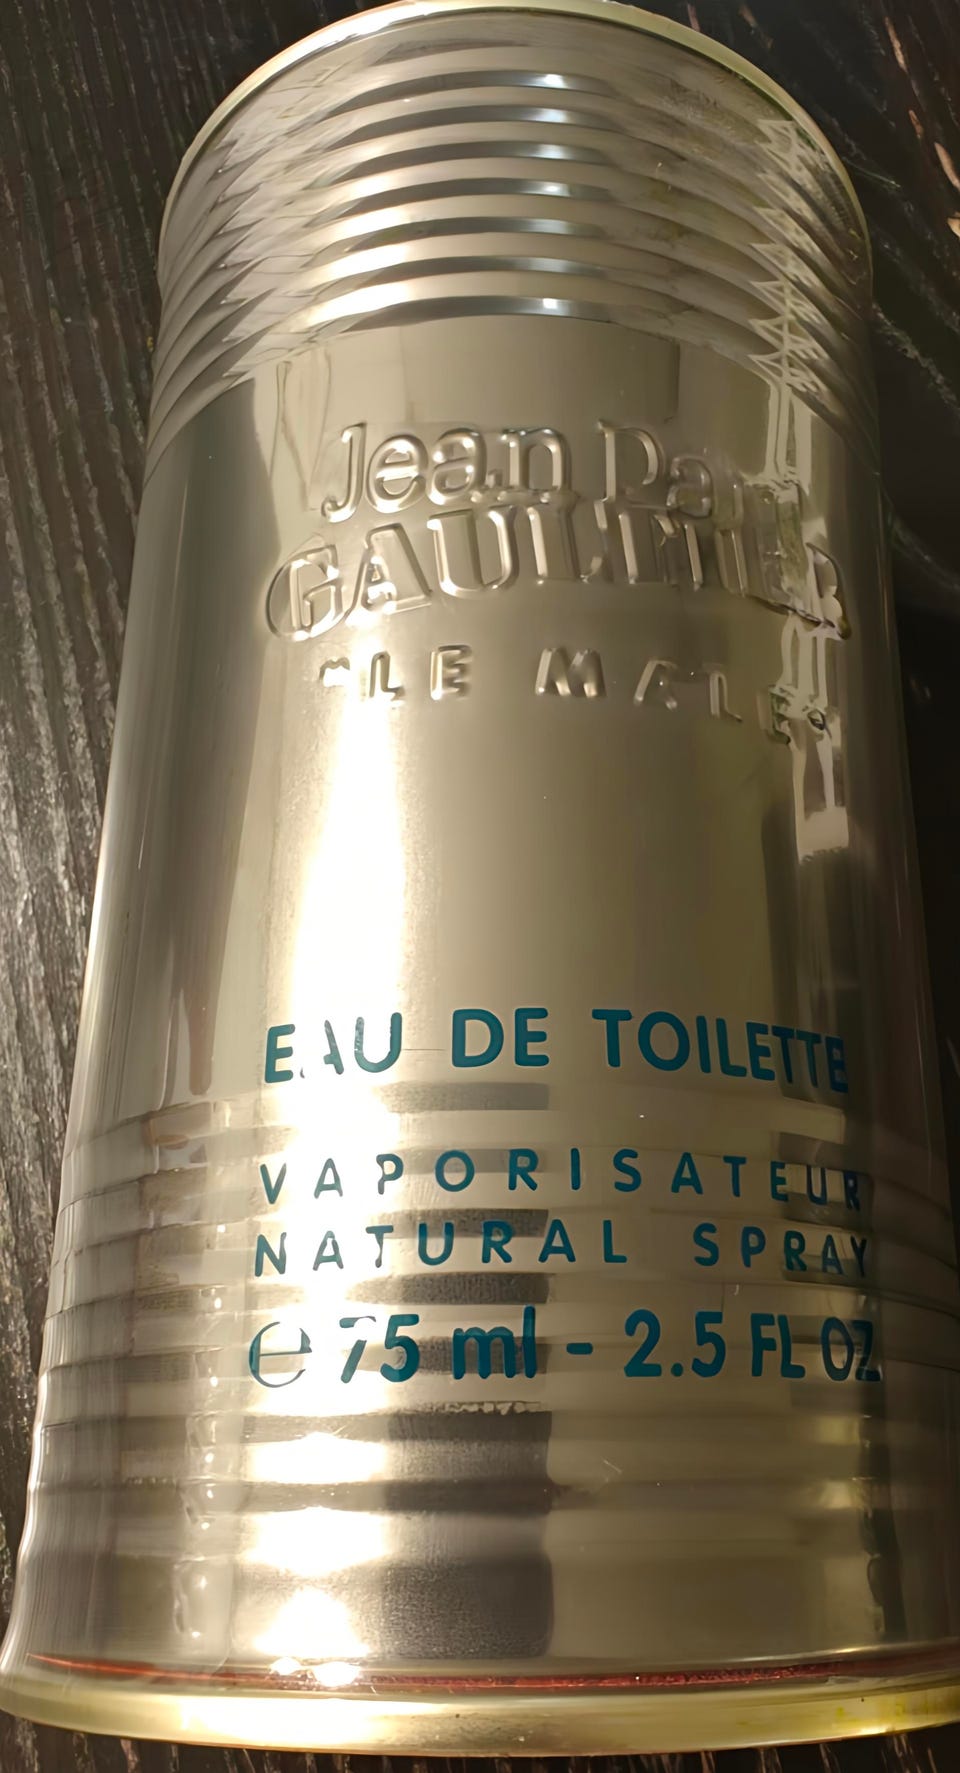 Jean Paul
GAULTIER
"LE MALE"
EAU DE TOILETTE
VAPORISATEUR
NATURAL SPRAY
℮ 75 ml - 2.5 FL OZ